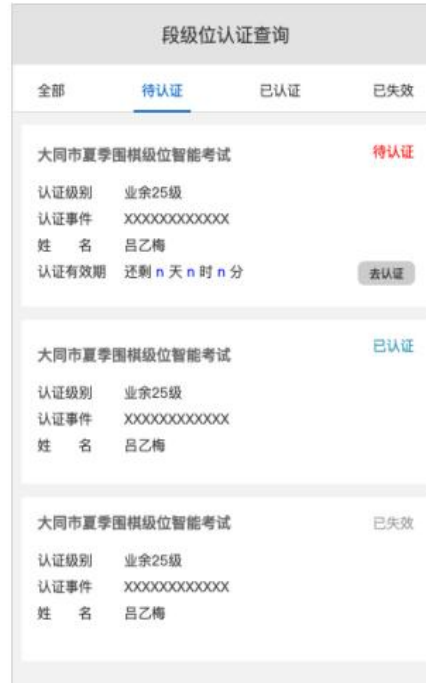 段级位认证查询
全部 待认证 已认证 已失效
大同市夏季围棋级位智能考试 待认证
认证级别 业余25级
认证事件 XXXXXXXXXXXX
姓 名 吕乙梅
认证有效期 还剩 n 天 n 时 n 分 去认证
大同市夏季围棋级位智能考试 已认证
认证级别 业余25级
认证事件 XXXXXXXXXXXX
姓 名 吕乙梅
大同市夏季围棋级位智能考试 已失效
认证级别 业余25级
认证事件 XXXXXXXXXXXX
姓 名 吕乙梅